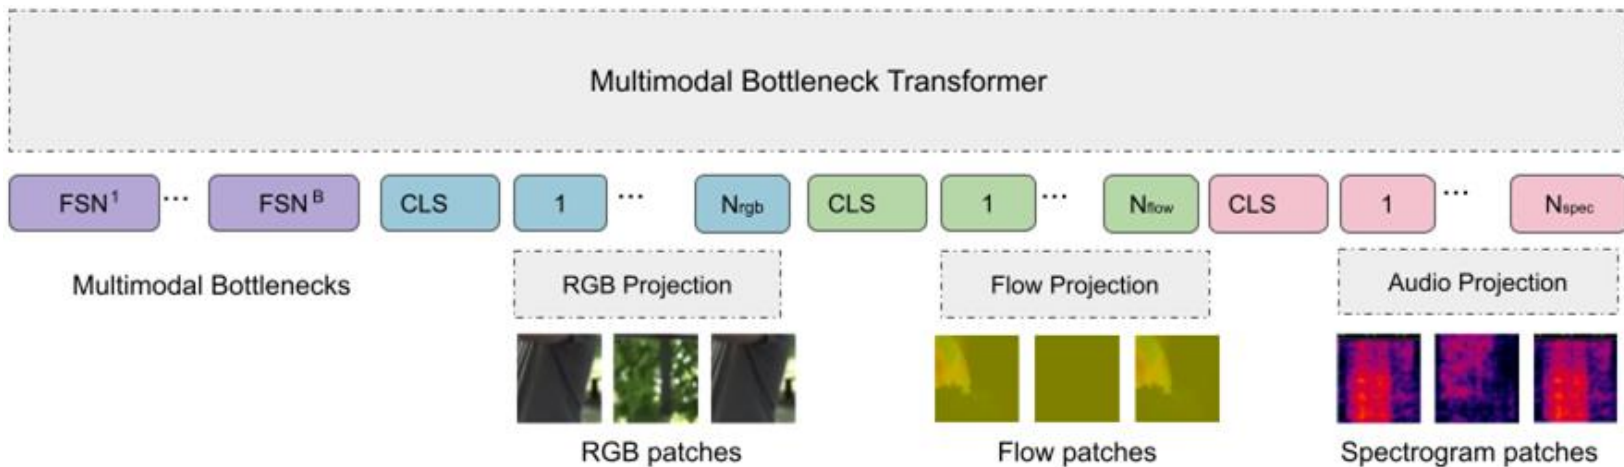 Multimodal Bottleneck Transformer
FSN¹ ... FSNᴮ CLS 1 ... Nrgb CLS 1 ... Nflow CLS 1 ... Nspec
Multimodal Bottlenecks RGB Projection Flow Projection Audio Projection
RGB patches Flow patches Spectrogram patches